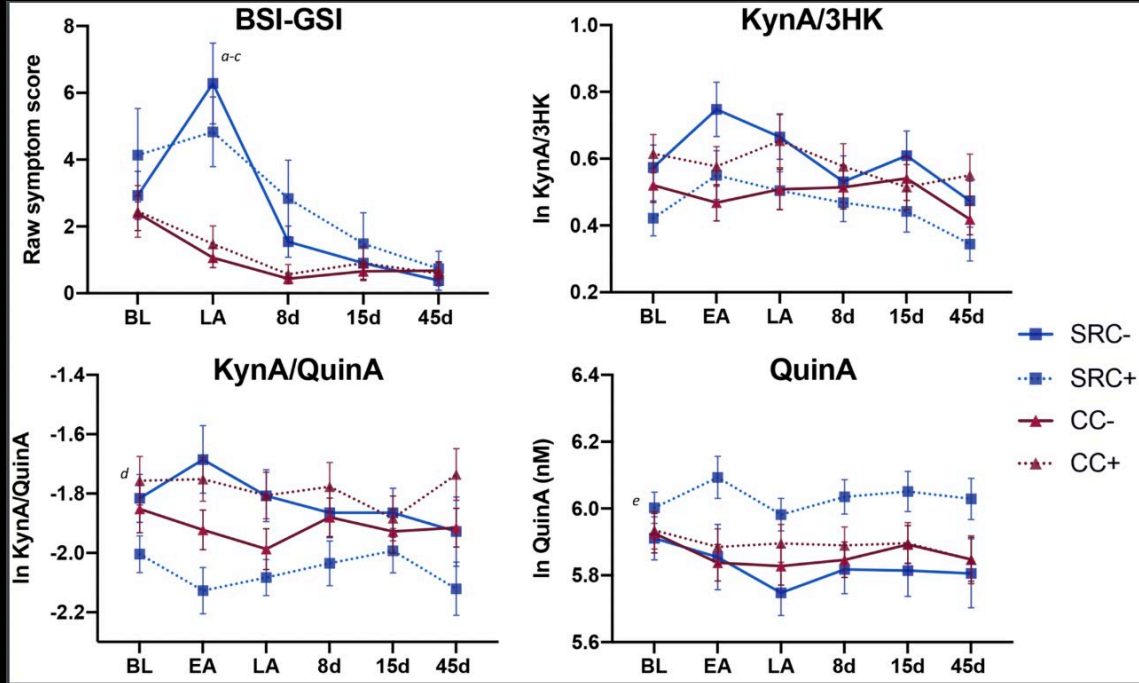 BSI-GSI
Raw symptom score
8
6
4
2
0
a-c
BL LA 8d 15d 45d
KynA/3HK
ln KynA/3HK
1.0
0.8
0.6
0.4
0.2
BL EA LA 8d 15d 45d
KynA/QuinA
ln KynA/QuinA
-1.4
-1.6
-1.8
-2.0
-2.2
d
BL EA LA 8d 15d 45d
QuinA
ln QuinA (nM)
6.4
6.2
6.0
5.8
5.6
e
BL EA LA 8d 15d 45d
SRC-
SRC+
CC-
CC+